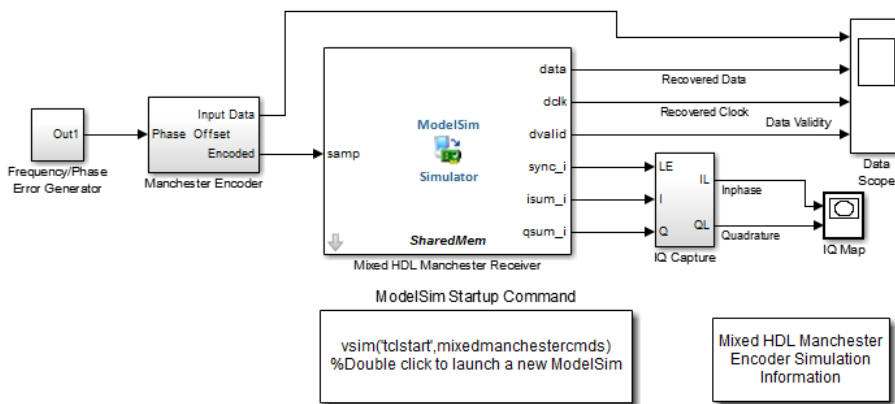 Out1
Frequency/Phase
Error Generator
Input Data
Phase Offset
Encoded
Manchester Encoder
samp
ModelSim
Simulator
SharedMem
data
dclk
dvalid
sync_i
isum_i
qsum_i
Mixed HDL Manchester Receiver
Recovered Data
Recovered Clock
Data Validity
Data
Scope
LE
I
Q
IL
QL
IQ Capture
Inphase
Quadrature
IQ Map
ModelSim Startup Command
vsim('tclstart',mixedmanchestercmds)
%Double click to launch a new ModelSim
Mixed HDL Manchester
Encoder Simulation
Information